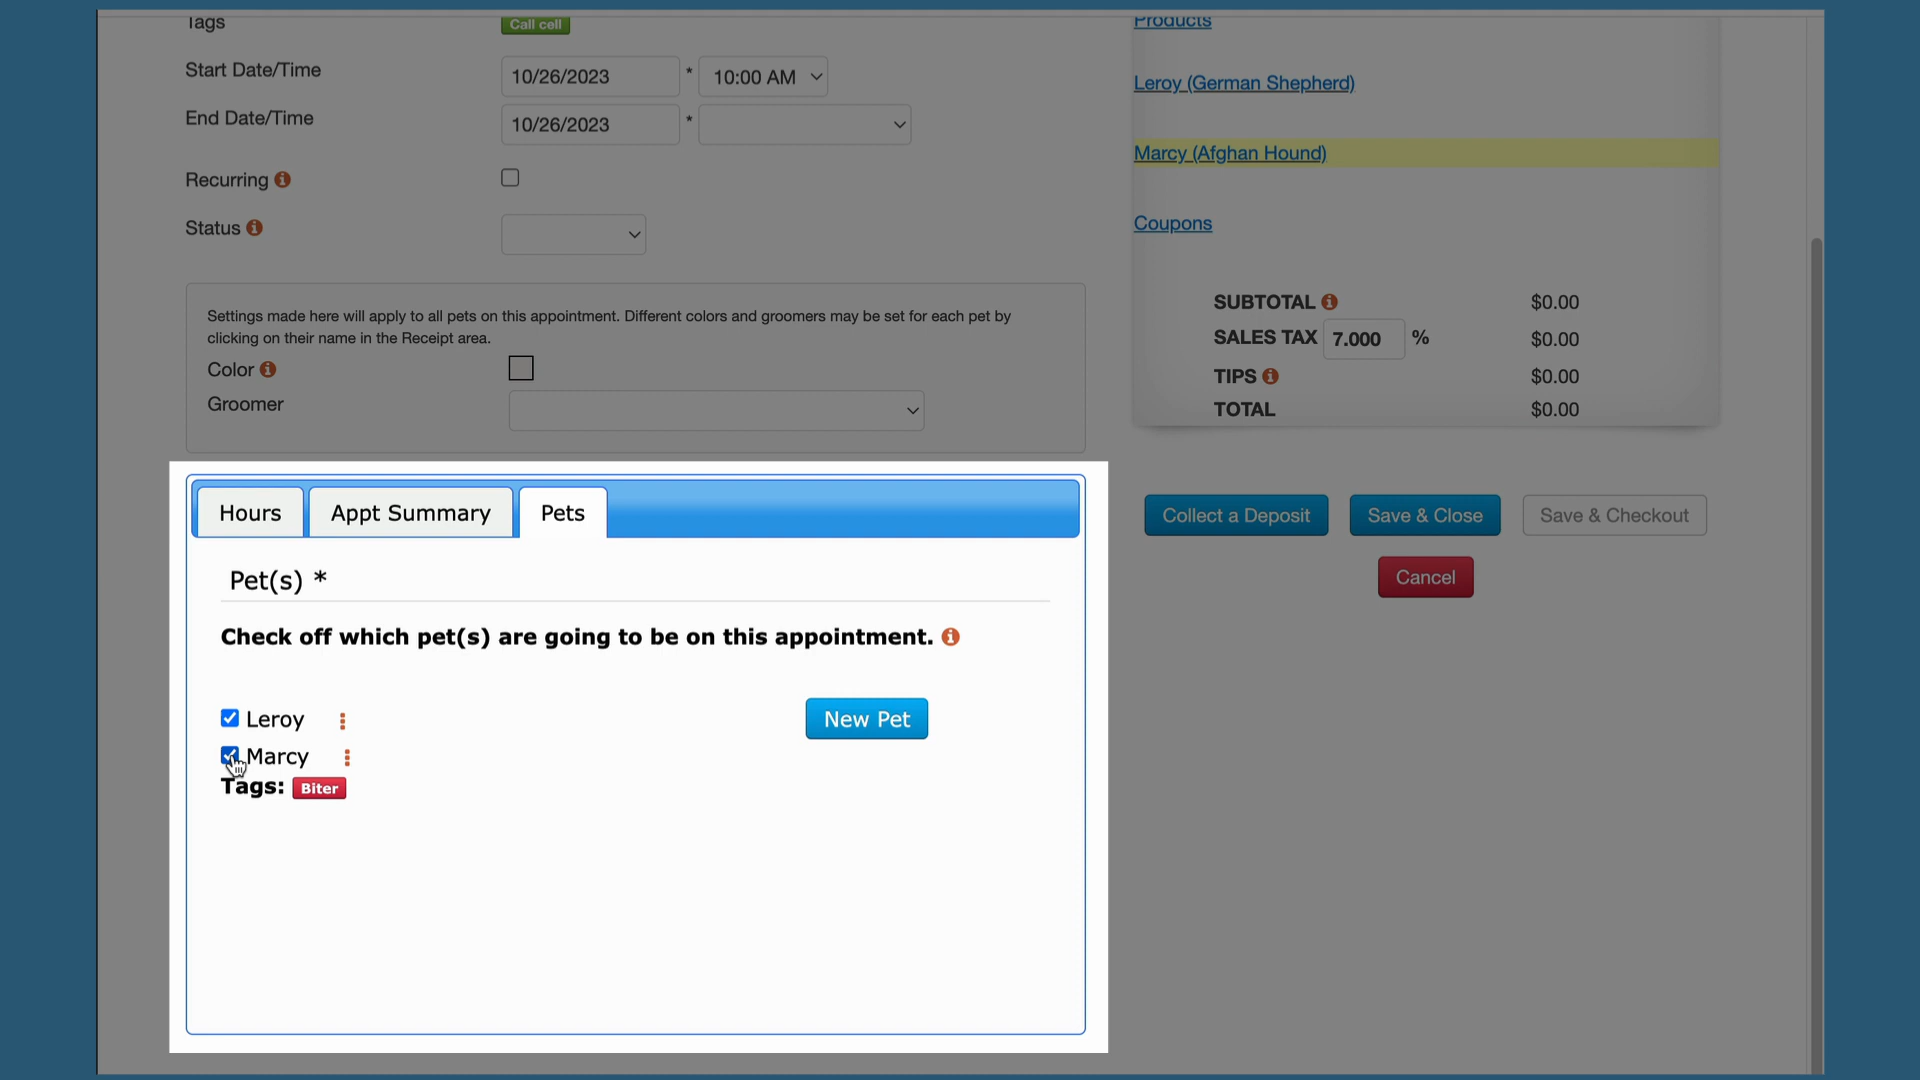 Tags
Call cell
Start Date/Time
10/26/2023 * 10:00 AM
End Date/Time
10/26/2023 *
Recurring
Status
Settings made here will apply to all pets on this appointment. Different colors and groomers may be set for each pet by
clicking on their name in the Receipt area.
Color
Groomer
Products
Leroy (German Shepherd)
Marcy (Afghan Hound)
Coupons
SUBTOTAL $0.00
SALES TAX 7.000 % $0.00
TIPS $0.00
TOTAL $0.00
Collect a Deposit Save & Close Save & Checkout
Cancel
Hours Appt Summary Pets
Pet(s) *
Check off which pet(s) are going to be on this appointment.
Leroy
New Pet
Marcy
Tags: Biter